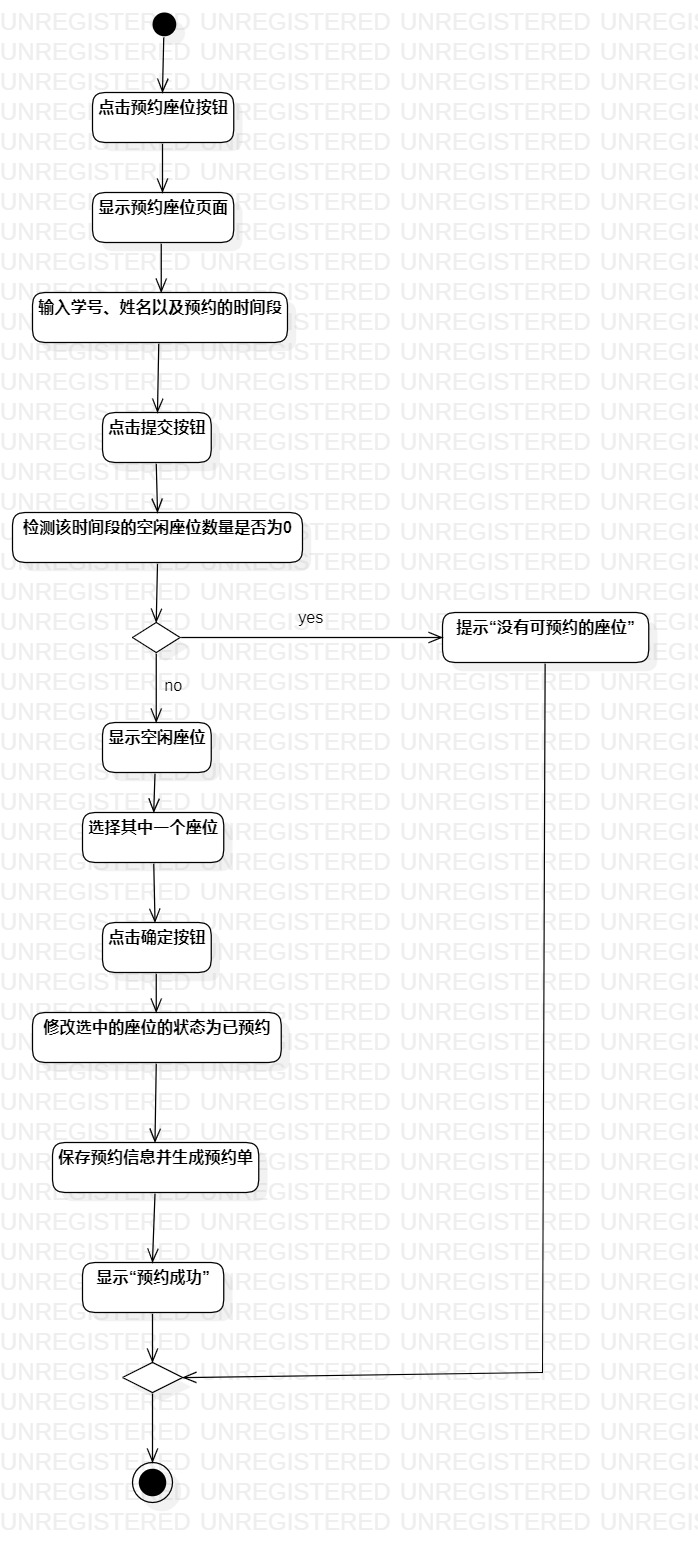 点击预约座位按钮
显示预约座位页面
输入学号、姓名以及预约的时间段
点击提交按钮
检测该时间段的空闲座位数量是否为0
yes
提示“没有可预约的座位”
no
显示空闲座位
选择其中一个座位
点击确定按钮
修改选中的座位的状态为已预约
保存预约信息并生成预约单
显示“预约成功”
UNREGISTERED